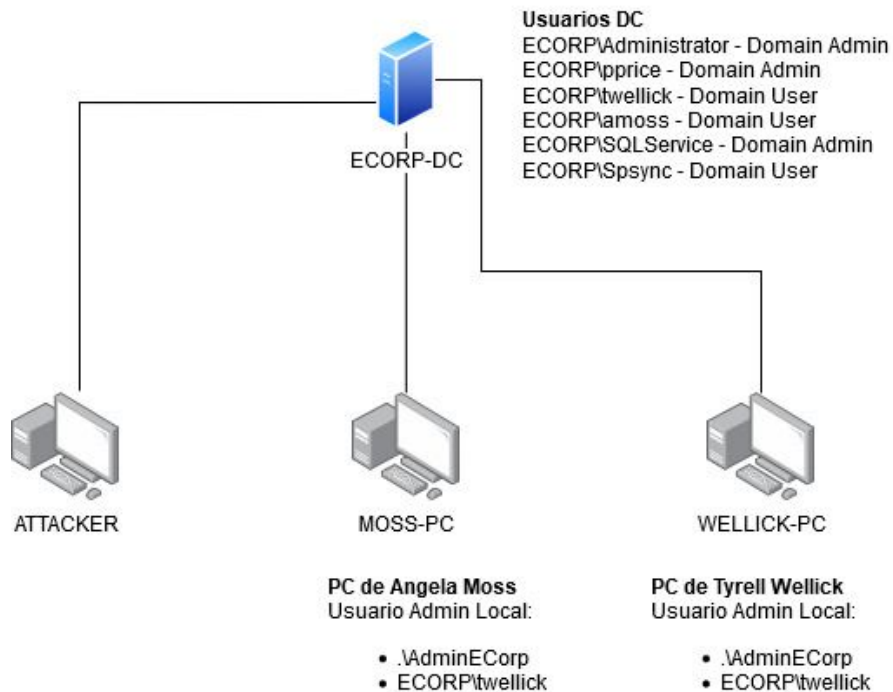 Usuarios DC
ECORP\Administrator - Domain Admin
ECORP\pprice - Domain Admin
ECORP\twellick - Domain User
ECORP\amoss - Domain User
ECORP\SQLService - Domain Admin
ECORP\Spsync - Domain User
ECORP-DC
ATTACKER
MOSS-PC
WELLICK-PC
PC de Angela Moss
Usuario Admin Local:
• .\AdminECorp
• ECORP\twellick
PC de Tyrell Wellick
Usuario Admin Local:
• .\AdminECorp
• ECORP\twellick